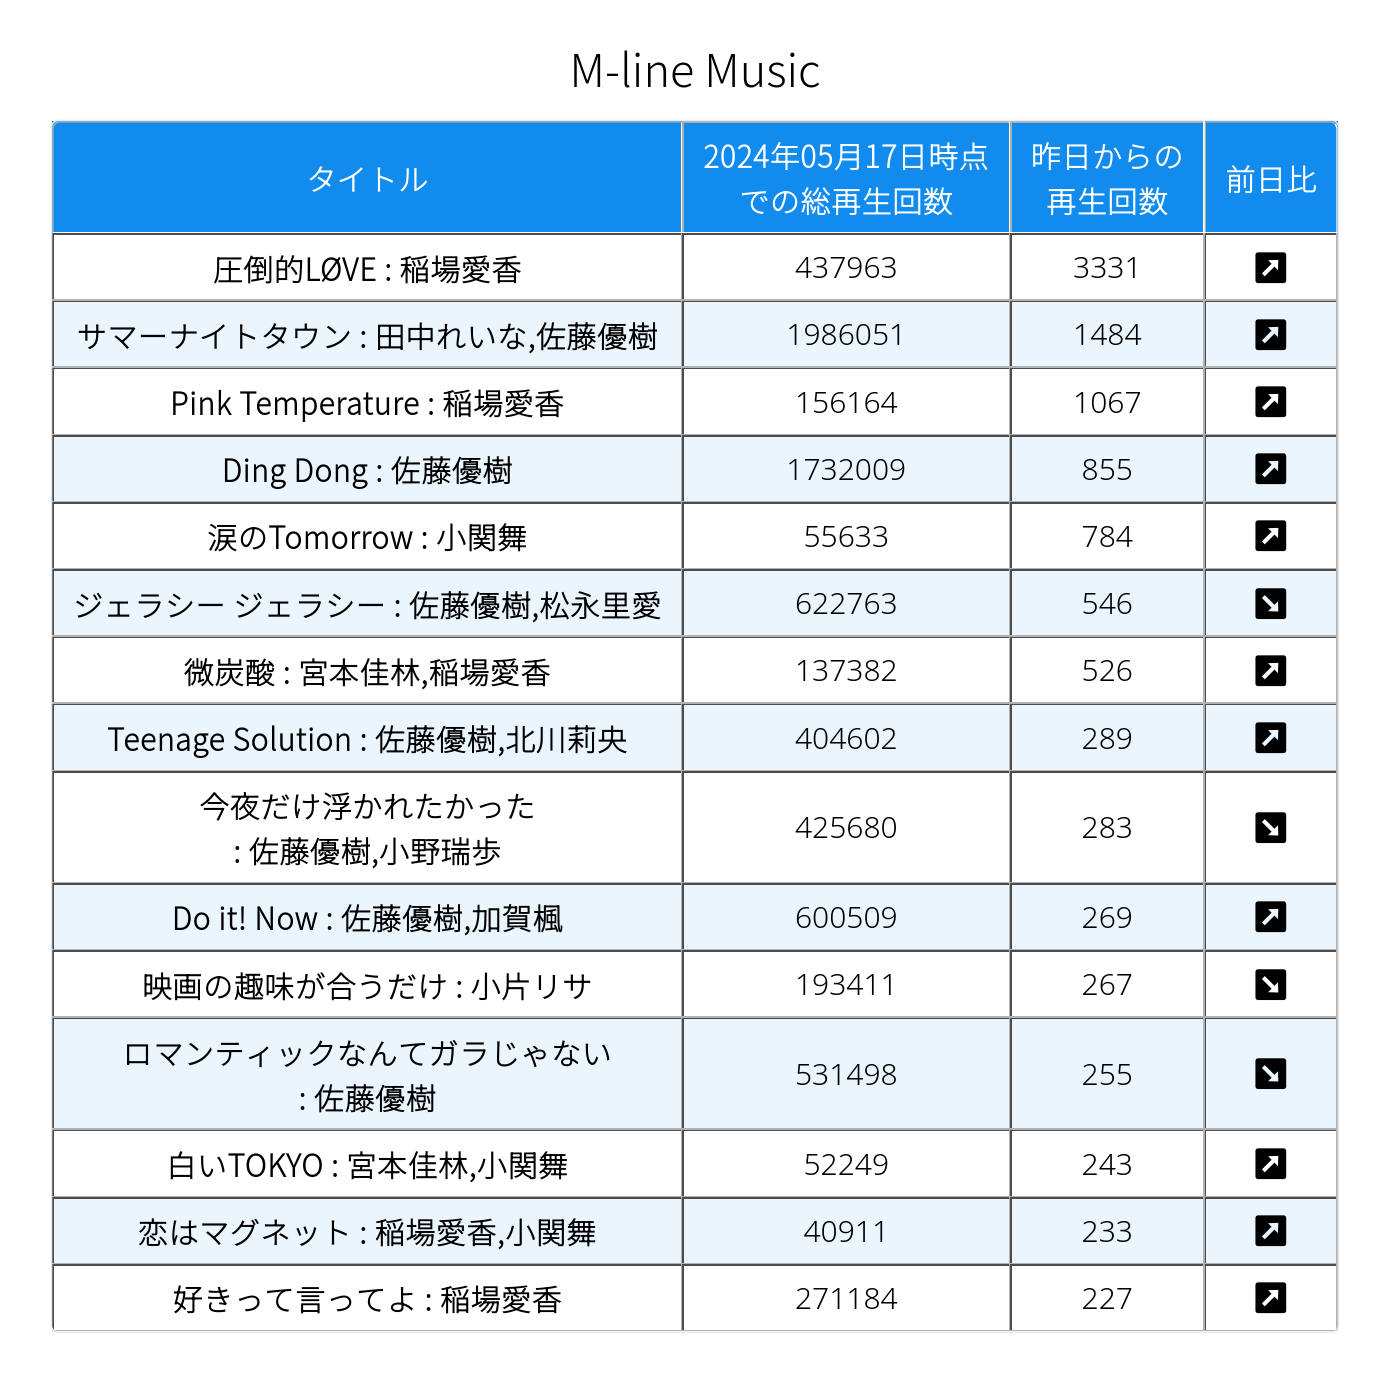 M-line Music
タイトル
2024年05月17日時点
での総再生回数
昨日からの
再生回数
前日比
圧倒的LØVE : 稲場愛香 437963 3331
サマーナイトタウン : 田中れいな,佐藤優樹 1986051 1484
Pink Temperature : 稲場愛香 156164 1067
Ding Dong : 佐藤優樹 1732009 855
涙のTomorrow : 小関舞 55633 784
ジェラシー ジェラシー : 佐藤優樹,松永里愛 622763 546
微炭酸 : 宮本佳林,稲場愛香 137382 526
Teenage Solution : 佐藤優樹,北川莉央 404602 289
今夜だけ浮かれたかった
: 佐藤優樹,小野瑞歩 425680 283
Do it! Now : 佐藤優樹,加賀楓 600509 269
映画の趣味が合うだけ : 小片リサ 193411 267
ロマンティックなんてガラじゃない
: 佐藤優樹 531498 255
白いTOKYO : 宮本佳林,小関舞 52249 243
恋はマグネット : 稲場愛香,小関舞 40911 233
好きって言ってよ : 稲場愛香 271184 227